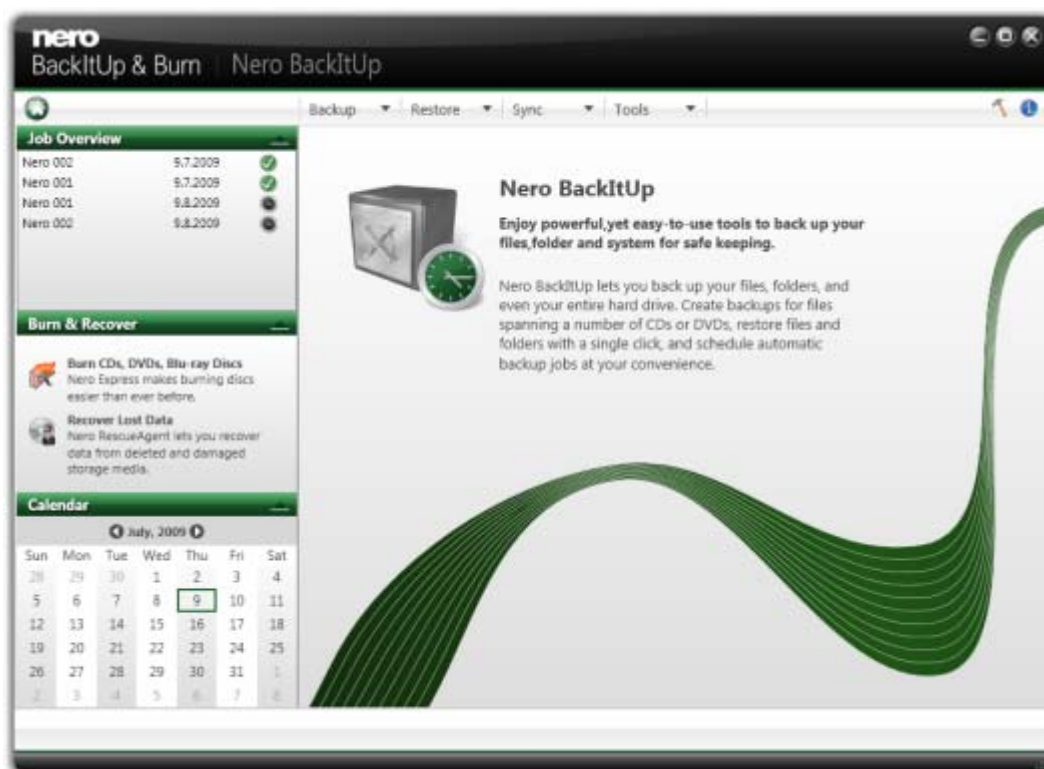 nero
BackItUp & Burn | Nero BackItUp
Backup Restore Sync Tools
Job Overview
Nero 002 9.7.2009
Nero 001 9.7.2009
Nero 001 9.8.2009
Nero 002 9.8.2009
Nero BackItUp
Enjoy powerful,yet easy-to-use tools to back up your
files,folder and system for safe keeping.
Nero BackItUp lets you back up your files, folders, and
even your entire hard drive. Create backups for files
spanning a number of CDs or DVDs, restore files and
folders with a single click, and schedule automatic
backup jobs at your convenience.
Burn & Recover
Burn CDs, DVDs, Blu-ray Discs
Nero Express makes burning discs
easier than ever before.
Recover Lost Data
Nero RescueAgent lets you recover
data from deleted and damaged
storage media.
Calendar
July, 2009
Sun Mon Tue Wed Thu Fri Sat
28 29 30 1 2 3 4
5 6 7 8 9 10 11
12 13 14 15 16 17 18
19 20 21 22 23 24 25
26 27 28 29 30 31 1
2 3 4 5 6 7 8